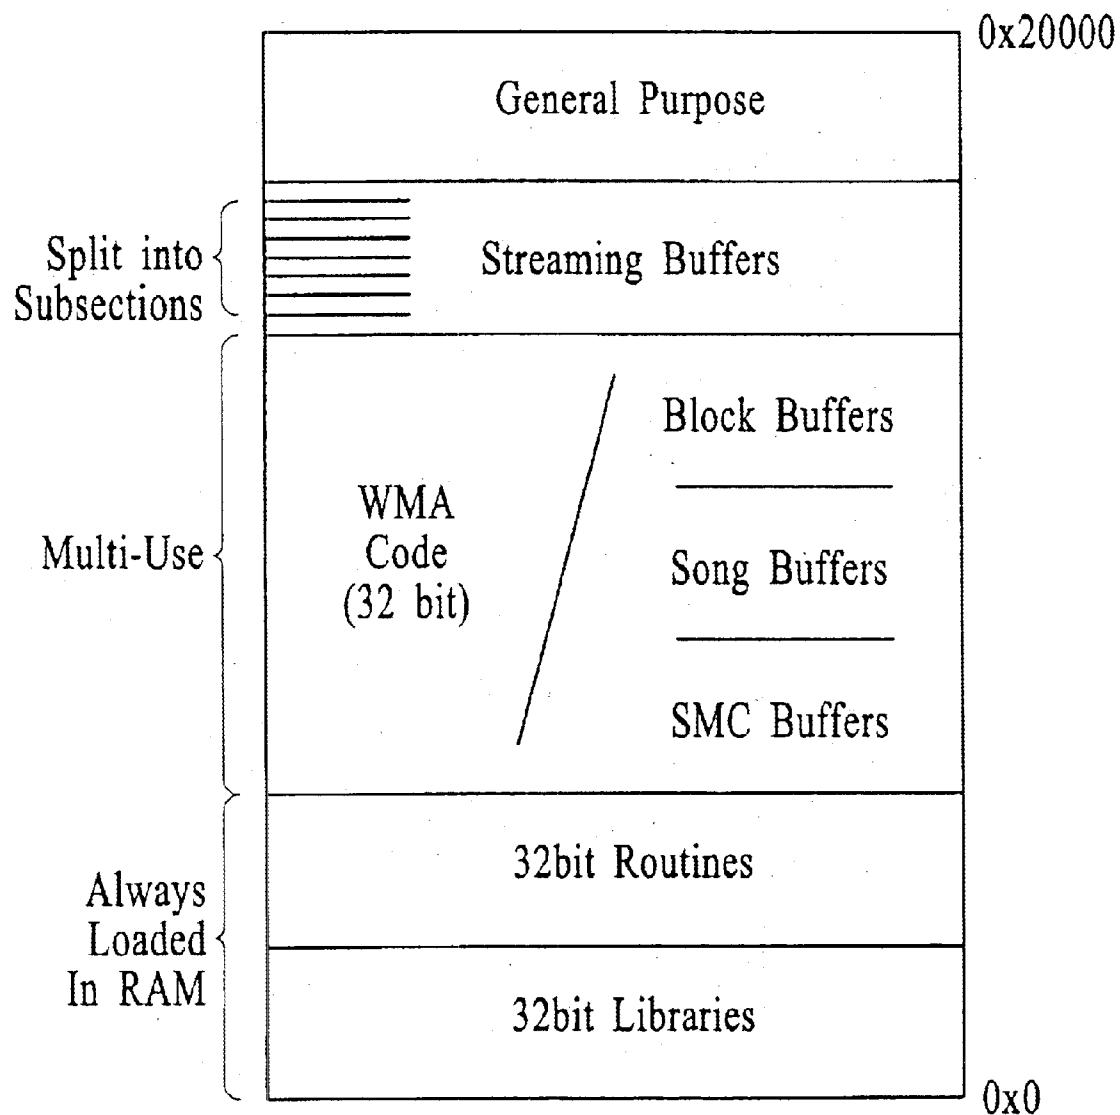 0x20000
General Purpose
Split into
Subsections
Streaming Buffers
Multi-Use
WMA
Code
(32 bit)
Block Buffers
Song Buffers
SMC Buffers
Always
Loaded
In RAM
32bit Routines
32bit Libraries
0x0